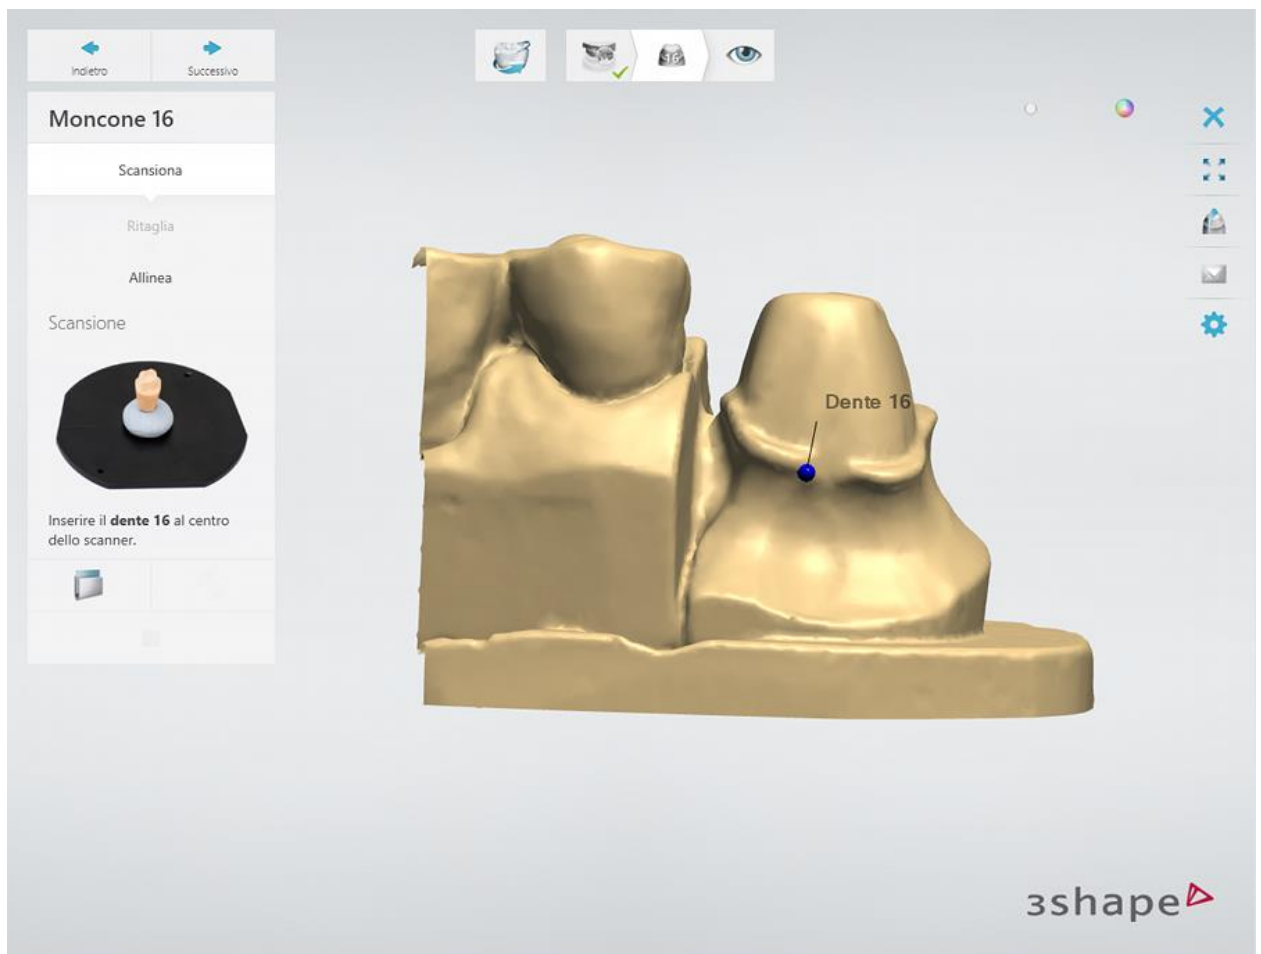 Indietro
Successivo
16
Moncone 16
Scansiona
Ritaglia
Allinea
Scansione
Dente 16
Inserire il dente 16 al centro
dello scanner.
3shape